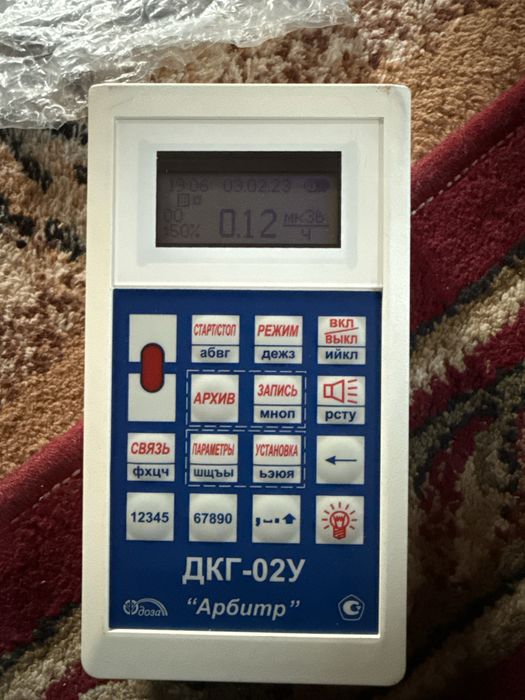 19:06 03.02.23
00 0.12 мкЗв
150% ч
СТАРТ/СТОП РЕЖИМ ВКЛ
ВЫКЛ
абвг дежз ийкл
АРХИВ ЗАПИСЬ
мноп рсту
СВЯЗЬ ПАРАМЕТРЫ УСТАНОВКА
фхцч шщъы ьэюя
12345 67890
ДКГ-02У
доза "Арбитр"